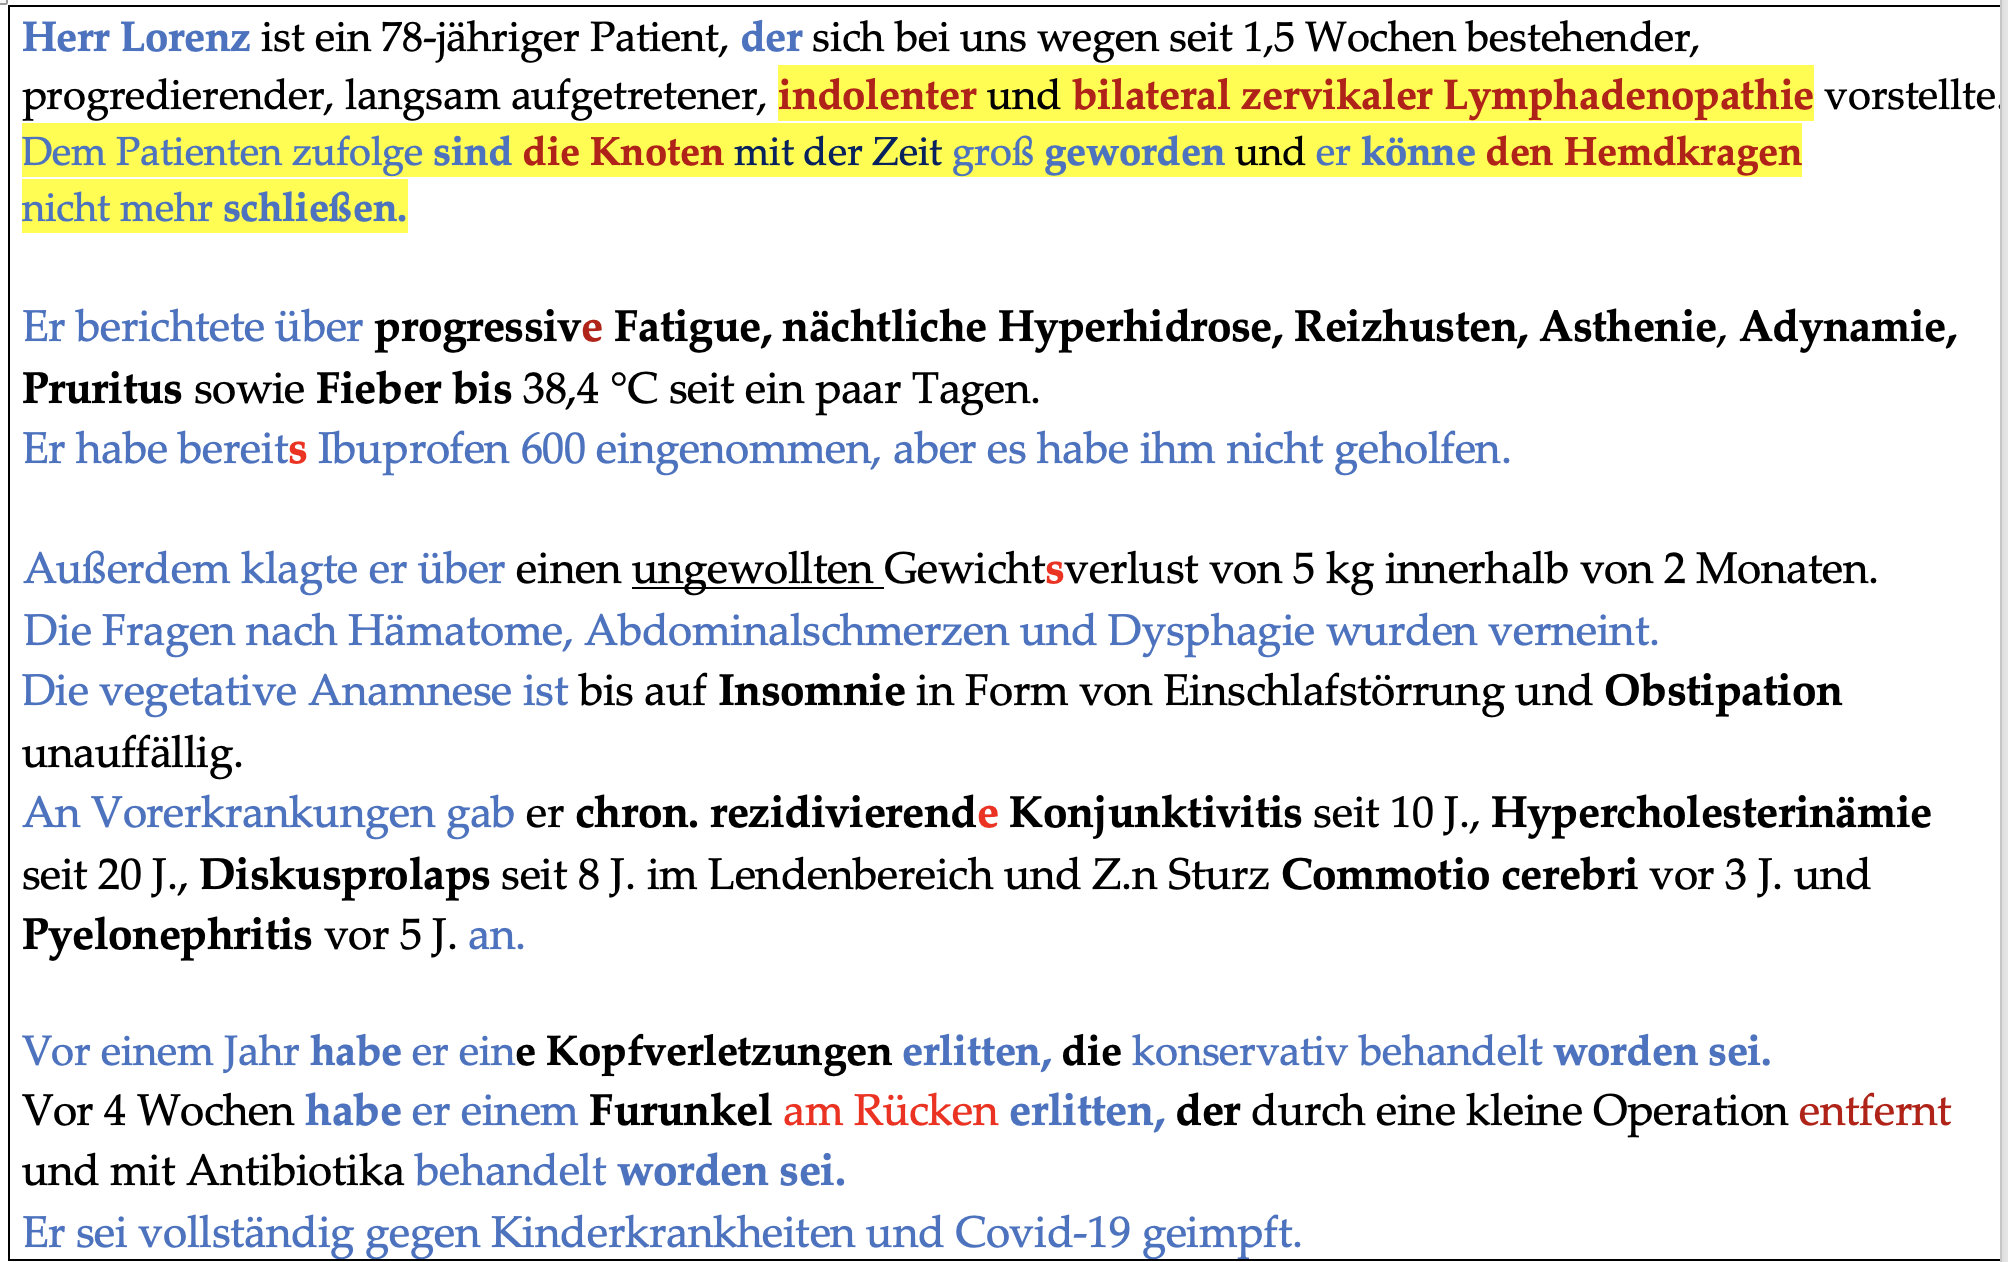 Herr Lorenz ist ein 78-jähriger Patient, der sich bei uns wegen seit 1,5 Wochen bestehender,
progredierender, langsam aufgetretener, indolenter und bilateral zervikaler Lymphadenopathie vorstellte.
Dem Patienten zufolge sind die Knoten mit der Zeit groß geworden und er könne den Hemdkragen
nicht mehr schließen.
Er berichtete über progressive Fatigue, nächtliche Hyperhidrose, Reizhusten, Asthenie, Adynamie,
Pruritus sowie Fieber bis 38,4 °C seit ein paar Tagen.
Er habe bereits Ibuprofen 600 eingenommen, aber es habe ihm nicht geholfen.
Außerdem klagte er über einen ungewollten Gewichtsverlust von 5 kg innerhalb von 2 Monaten.
Die Fragen nach Hämatome, Abdominalschmerzen und Dysphagie wurden verneint.
Die vegetative Anamnese ist bis auf Insomnie in Form von Einschlafstörrung und Obstipation
unauffällig.
An Vorerkrankungen gab er chron. rezidivierende Konjunktivitis seit 10 J., Hypercholesterinämie
seit 20 J., Diskusprolaps seit 8 J. im Lendenbereich und Z.n Sturz Commotio cerebri vor 3 J. und
Pyelonephritis vor 5 J. an.
Vor einem Jahr habe er eine Kopfverletzungen erlitten, die konservativ behandelt worden sei.
Vor 4 Wochen habe er einem Furunkel am Rücken erlitten, der durch eine kleine Operation entfernt
und mit Antibiotika behandelt worden sei.
Er sei vollständig gegen Kinderkrankheiten und Covid-19 geimpft.